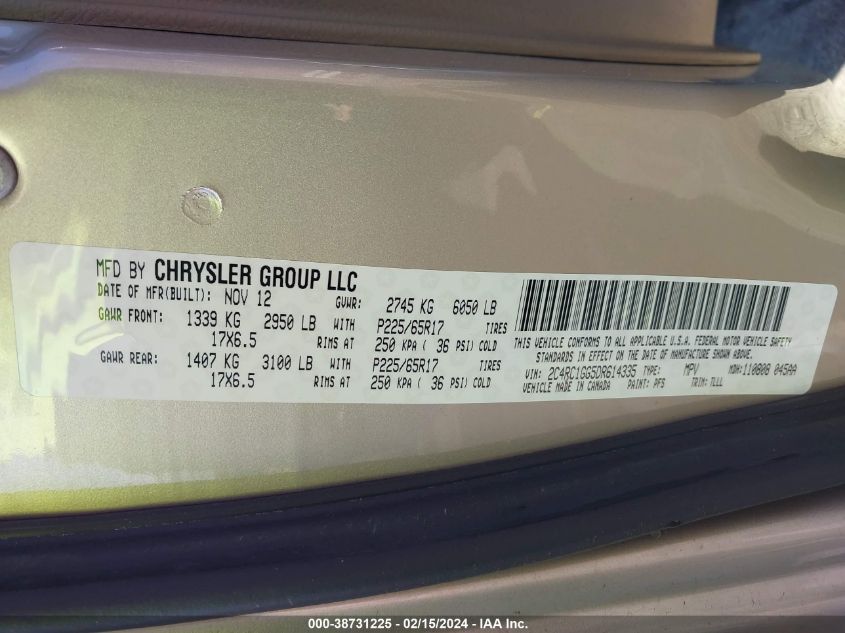 MFD BY CHRYSLER GROUP LLC
DATE OF MFR(BUILT): NOV 12 GVWR: 2745 KG 6050 LB
GAWR FRONT: 1339 KG 2950 LB WITH P225/65R17 TIRES
17X6.5 RIMS AT 250 KPA ( 36 PSI) COLD
GAWR REAR: 1407 KG 3100 LB WITH P225/65R17 TIRES
17X6.5 RIMS AT 250 KPA ( 36 PSI) COLD
THIS VEHICLE CONFORMS TO ALL APPLICABLE U.S.A. FEDERAL MOTOR VEHICLE SAFETY
STANDARDS IN EFFECT ON THE DATE OF MANUFACTURE SHOWN ABOVE.
VIN: 2C4RC1GG5DR614335 TYPE: MPV MDH: 110808 045AA
VEHICLE MADE IN CANADA PAINT: PFS TRIM: TLLL
000-38731225 - 02/15/2024 - IAA Inc.